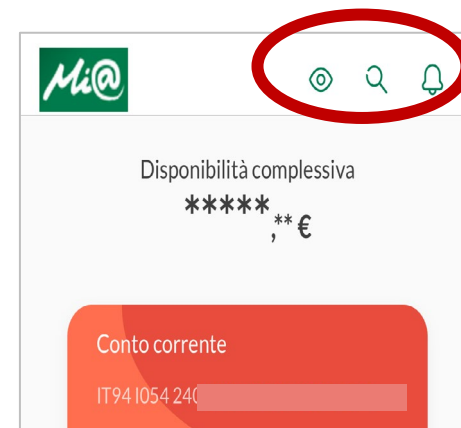 Mi@
Disponibilità complessiva
*****,** €
Conto corrente
IT94 I054 240